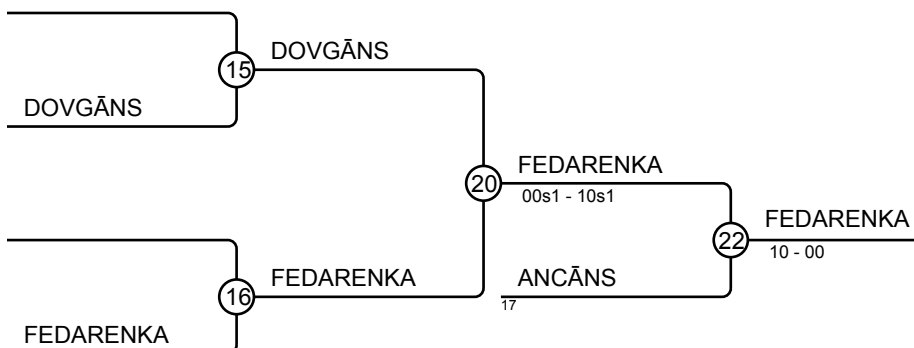 DOVGĀNS
15
DOVGĀNS
FEDARENKA
20
00s1 - 10s1
FEDARENKA
22
10 - 00
FEDARENKA
16
ANCĀNS
17
FEDARENKA